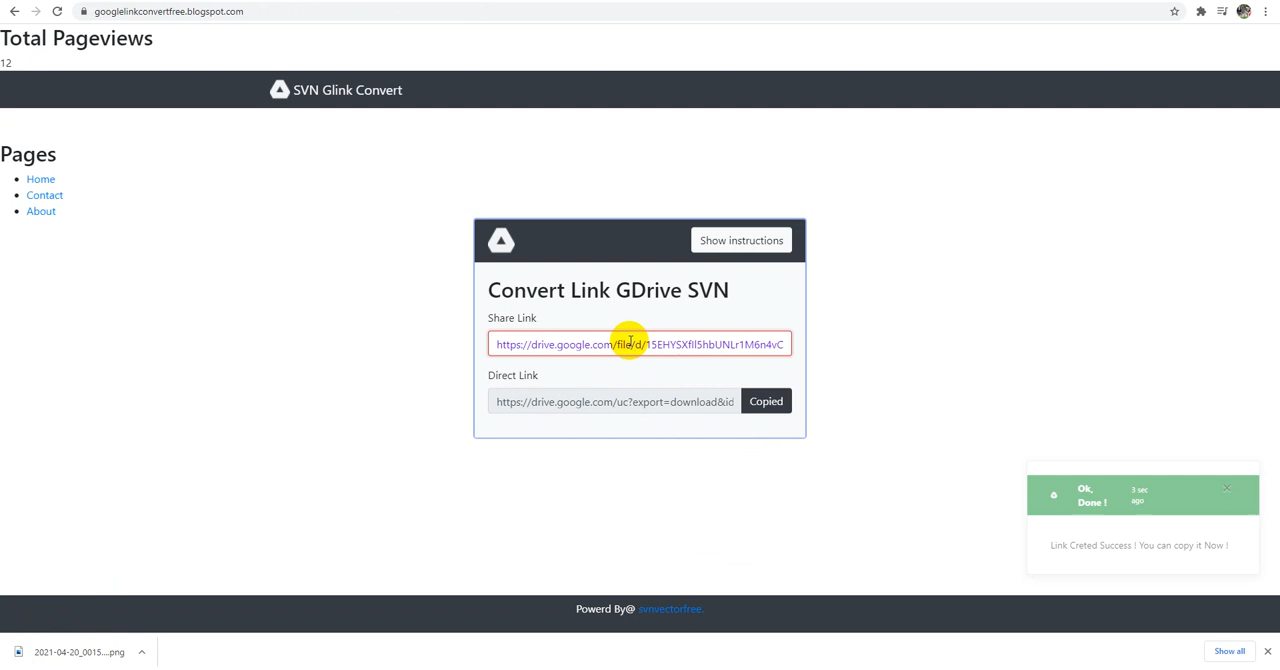 googlelinkconvertfree.blogspot.com
Total Pageviews
12
SVN Glink Convert
Pages
Home
Contact
About
Show instructions
Convert Link GDrive SVN
Share Link
https://drive.google.com/file/d/
Direct Link
https://drive.google.com/uc?export=download&id
Copied
Ok, Done !
3 sec ago
Link Creted Success ! You can copy it Now !
Powerd By@ svnvectorfree.
2021-04-20_0015....png
Show all